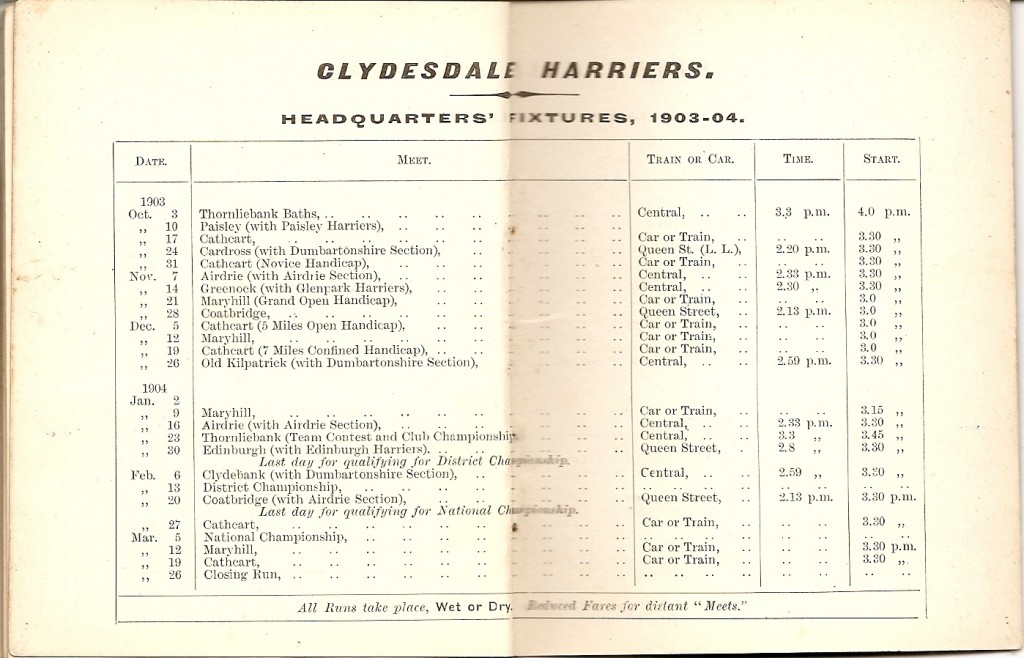 CLYDESDALE HARRIERS.
HEADQUARTERS' FIXTURES, 1903-04.
DATE. MEET. TRAIN OR CAR. TIME. START.
1903
Oct. 3 Thornliebank Baths, .. .. .. .. .. .. .. .. .. Central, .. .. 3.3 p.m. 4.0 p.m.
„ 10 Paisley (with Paisley Harriers), .. .. .. .. .. .. ..
„ 17 Cathcart, .. .. .. .. .. .. .. .. .. .. Car or Train, .. .. .. 3.30 „
„ 24 Cardross (with Dumbartonshire Section), .. .. .. .. .. .. Queen St. (L. L.), 2.20 p.m. 3.30 „
„ 31 Cathcart (Novice Handicap), .. .. .. .. .. .. .. Car or Train, .. .. .. 3.30 „
Nov. 7 Airdrie (with Airdrie Section), .. .. .. .. .. .. .. Central, .. .. 2.33 p.m. 3.30 „
„ 14 Greenock (with Glenpark Harriers), .. .. .. .. .. .. Central, .. .. 2.30 „ 3.30 „
„ 21 Maryhill (Grand Open Handicap), .. .. .. .. .. .. Car or Train, .. .. .. 3.0 „
„ 28 Coatbridge, .. .. .. .. .. .. .. .. .. Queen Street, .. 2.13 p.m. 3.0 „
Dec. 5 Cathcart (5 Miles Open Handicap), .. .. .. .. .. .. Car or Train, .. .. .. 3.0 „
„ 12 Maryhill, .. .. .. .. .. .. .. .. .. .. Car or Train, .. .. .. 3.0 „
„ 19 Cathcart (7 Miles Confined Handicap), .. .. .. .. .. .. Car or Train, .. .. .. 3.0 „
„ 26 Old Kilpatrick (with Dumbartonshire Section), .. .. .. .. Central, .. .. 2.59 p.m. 3.30 „
1904
Jan. 2
„ 9 Maryhill, .. .. .. .. .. .. .. .. .. .. Car or Train, .. .. .. 3.15 „
„ 16 Airdrie (with Airdrie Section), .. .. .. .. .. .. .. Central, .. .. 2.33 p.m. 3.30 „
„ 23 Thornliebank (Team Contest and Club Championship .. .. .. .. Central, .. .. 3.3 „ 3.45 „
„ 30 Edinburgh (with Edinburgh Harriers). .. .. .. .. .. .. Queen Street, . 2.8 „ 3.30 „
Last day for qualifying for District Championship.
Feb. 6 Clydebank (with Dumbartonshire Section), .. .. .. .. .. Central, .. .. 2.59 „ 3.30 „
„ 13 District Championship, .. .. .. .. .. .. .. .. .. .. .. .. .. ..
„ 20 Coatbridge (with Airdrie Section), .. .. .. .. .. .. Queen Street, .. 2.13 p.m. 3.30 p.m.
Last day for qualifying for National Championship.
„ 27 Cathcart, .. .. .. .. .. .. .. .. .. .. Car or Train, .. .. .. 3.30 „
Mar. 5 National Championship, .. .. .. .. .. .. .. .. .. .. .. .. .. ..
„ 12 Maryhill, .. .. .. .. .. .. .. .. .. .. Car or Train, .. .. .. 3.30 p.m.
„ 19 Cathcart, .. .. .. .. .. .. .. .. .. .. Car or Train, .. .. .. 3.30 „
„ 26 Closing Run, .. .. .. .. .. .. .. .. .. .. .. .. .. .. .. .. ..
All Runs take place, Wet or Dry. Reduced Fares for distant "Meets."